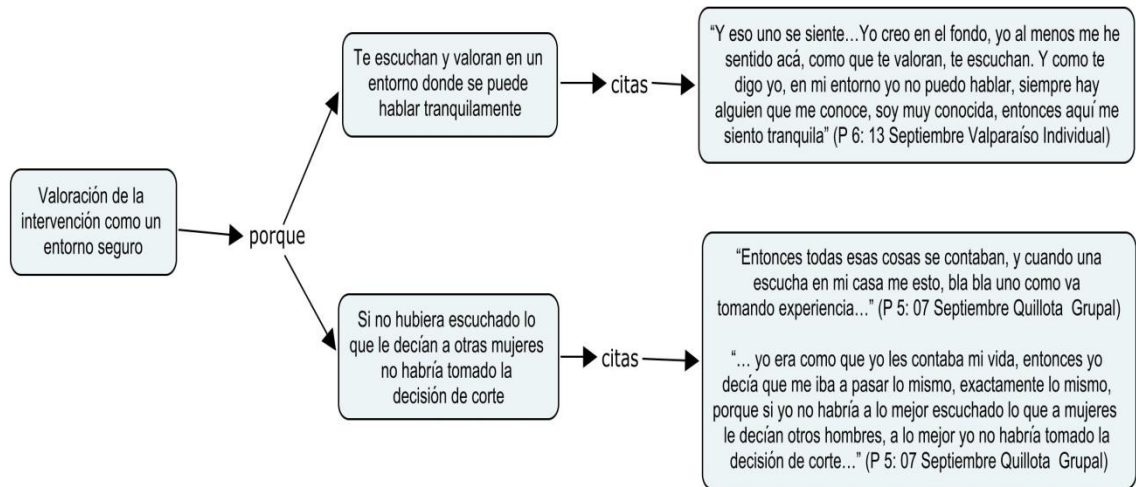 Valoración de la
intervención como un
entorno seguro
porque
Te escuchan y valoran en un
entorno donde se puede
hablar tranquilamente
citas
“Y eso uno se siente…Yo creo en el fondo, yo al menos me he
sentido acá, como que te valoran, te escuchan. Y como te
digo yo, en mi entorno yo no puedo hablar, siempre hay
alguien que me conoce, soy muy conocida, entonces aquí me
siento tranquila” (P 6: 13 Septiembre Valparaíso Individual)
Si no hubiera escuchado lo
que le decían a otras mujeres
no habría tomado la
decisión de corte
citas
“Entonces todas esas cosas se contaban, y cuando una
escucha en mi casa me esto, bla bla uno como va
tomando experiencia…” (P 5: 07 Septiembre Quillota Grupal)
“… yo era como que yo les contaba mi vida, entonces yo
decía que me iba a pasar lo mismo, exactamente lo mismo,
porque si yo no habría a lo mejor escuchado lo que a mujeres
le decían otros hombres, a lo mejor yo no habría tomado la
decisión de corte…” (P 5: 07 Septiembre Quillota Grupal)